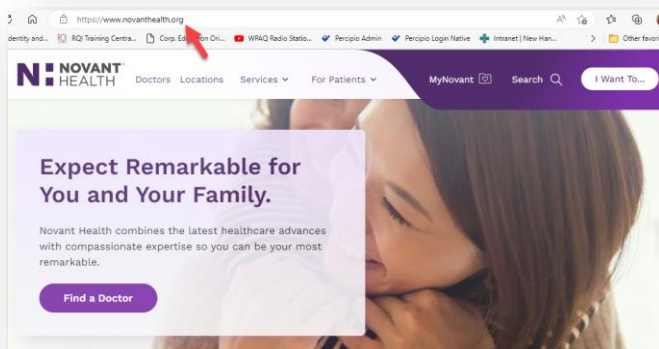 https://www.novanthealth.org
dentity and... RQI Training Centra... Corp. Education On... WPAQ Radio Statio... Percipio Admin Percipio Login Native Intranet | New Han... Other favori
NOVANT
HEALTH
Doctors Locations Services For Patients MyNovant Search I Want To...
Expect Remarkable for
You and Your Family.
Novant Health combines the latest healthcare advances
with compassionate expertise so you can be your most
remarkable.
Find a Doctor